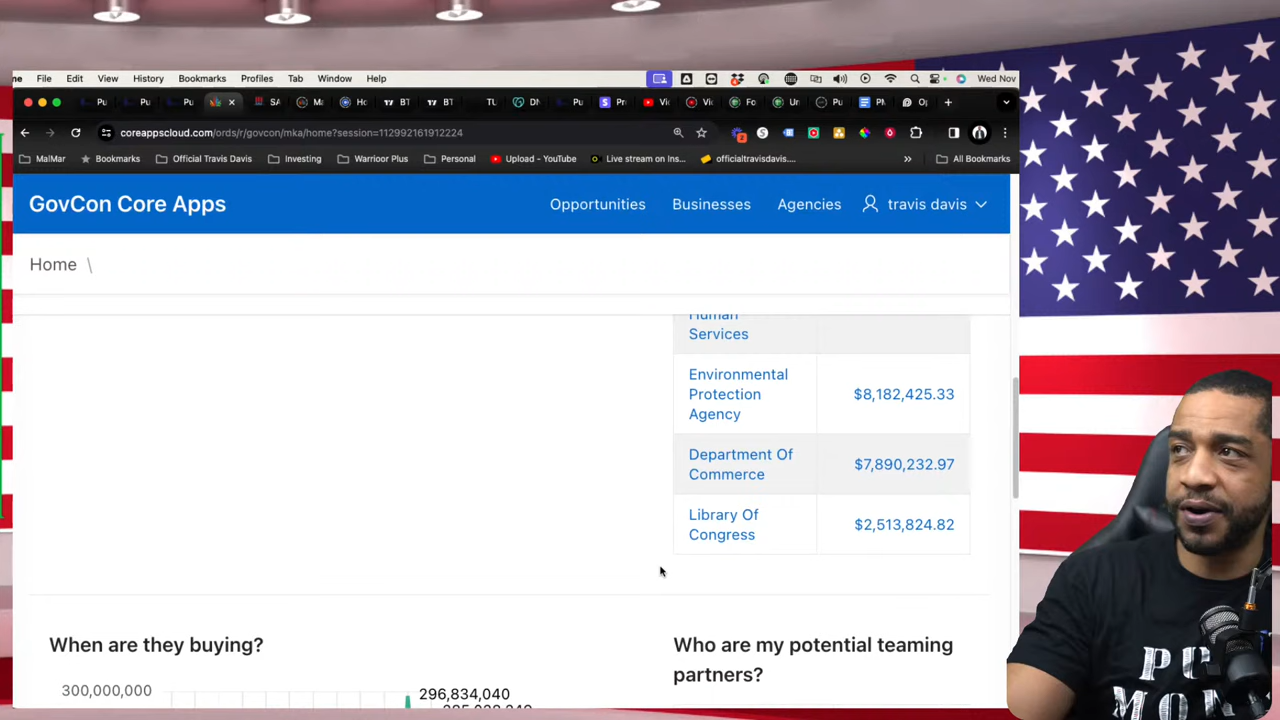 File Edit View History Bookmarks Profiles Tab Window Help
Wed Nov
coreappscloud.com/ords/r/govcon/mka/home?session=112992161912224
MalMar Bookmarks Official Travis Davis Investing Warrioor Plus Personal Upload - YouTube Live stream on Ins... officialtravisdavis.... » All Bookmarks
GovCon Core Apps
Opportunities Businesses Agencies travis davis
Home \
Human
Services
Environmental
Protection
Agency
$8,182,425.33
Department Of
Commerce
$7,890,232.97
Library Of
Congress
$2,513,824.82
When are they buying?
Who are my potential teaming
partners?
300,000,000
296,834,040